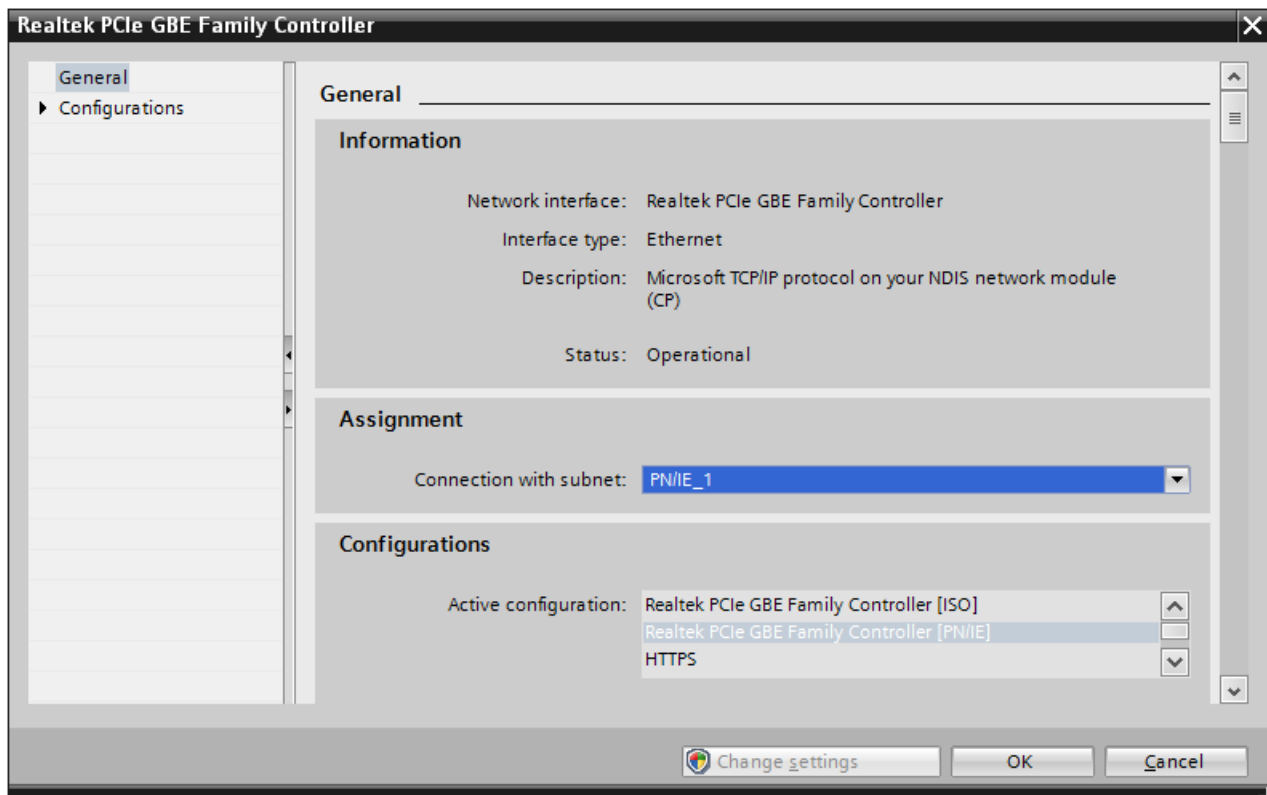 Realtek PCIe GBE Family Controller
General
Configurations
General
Information
Network interface: Realtek PCIe GBE Family Controller
Interface type: Ethernet
Description: Microsoft TCP/IP protocol on your NDIS network module
(CP)
Status: Operational
Assignment
Connection with subnet: PN/IE_1
Configurations
Active configuration: Realtek PCIe GBE Family Controller [ISO]
Realtek PCIe GBE Family Controller [PN/IE]
HTTPS
Change settings OK Cancel